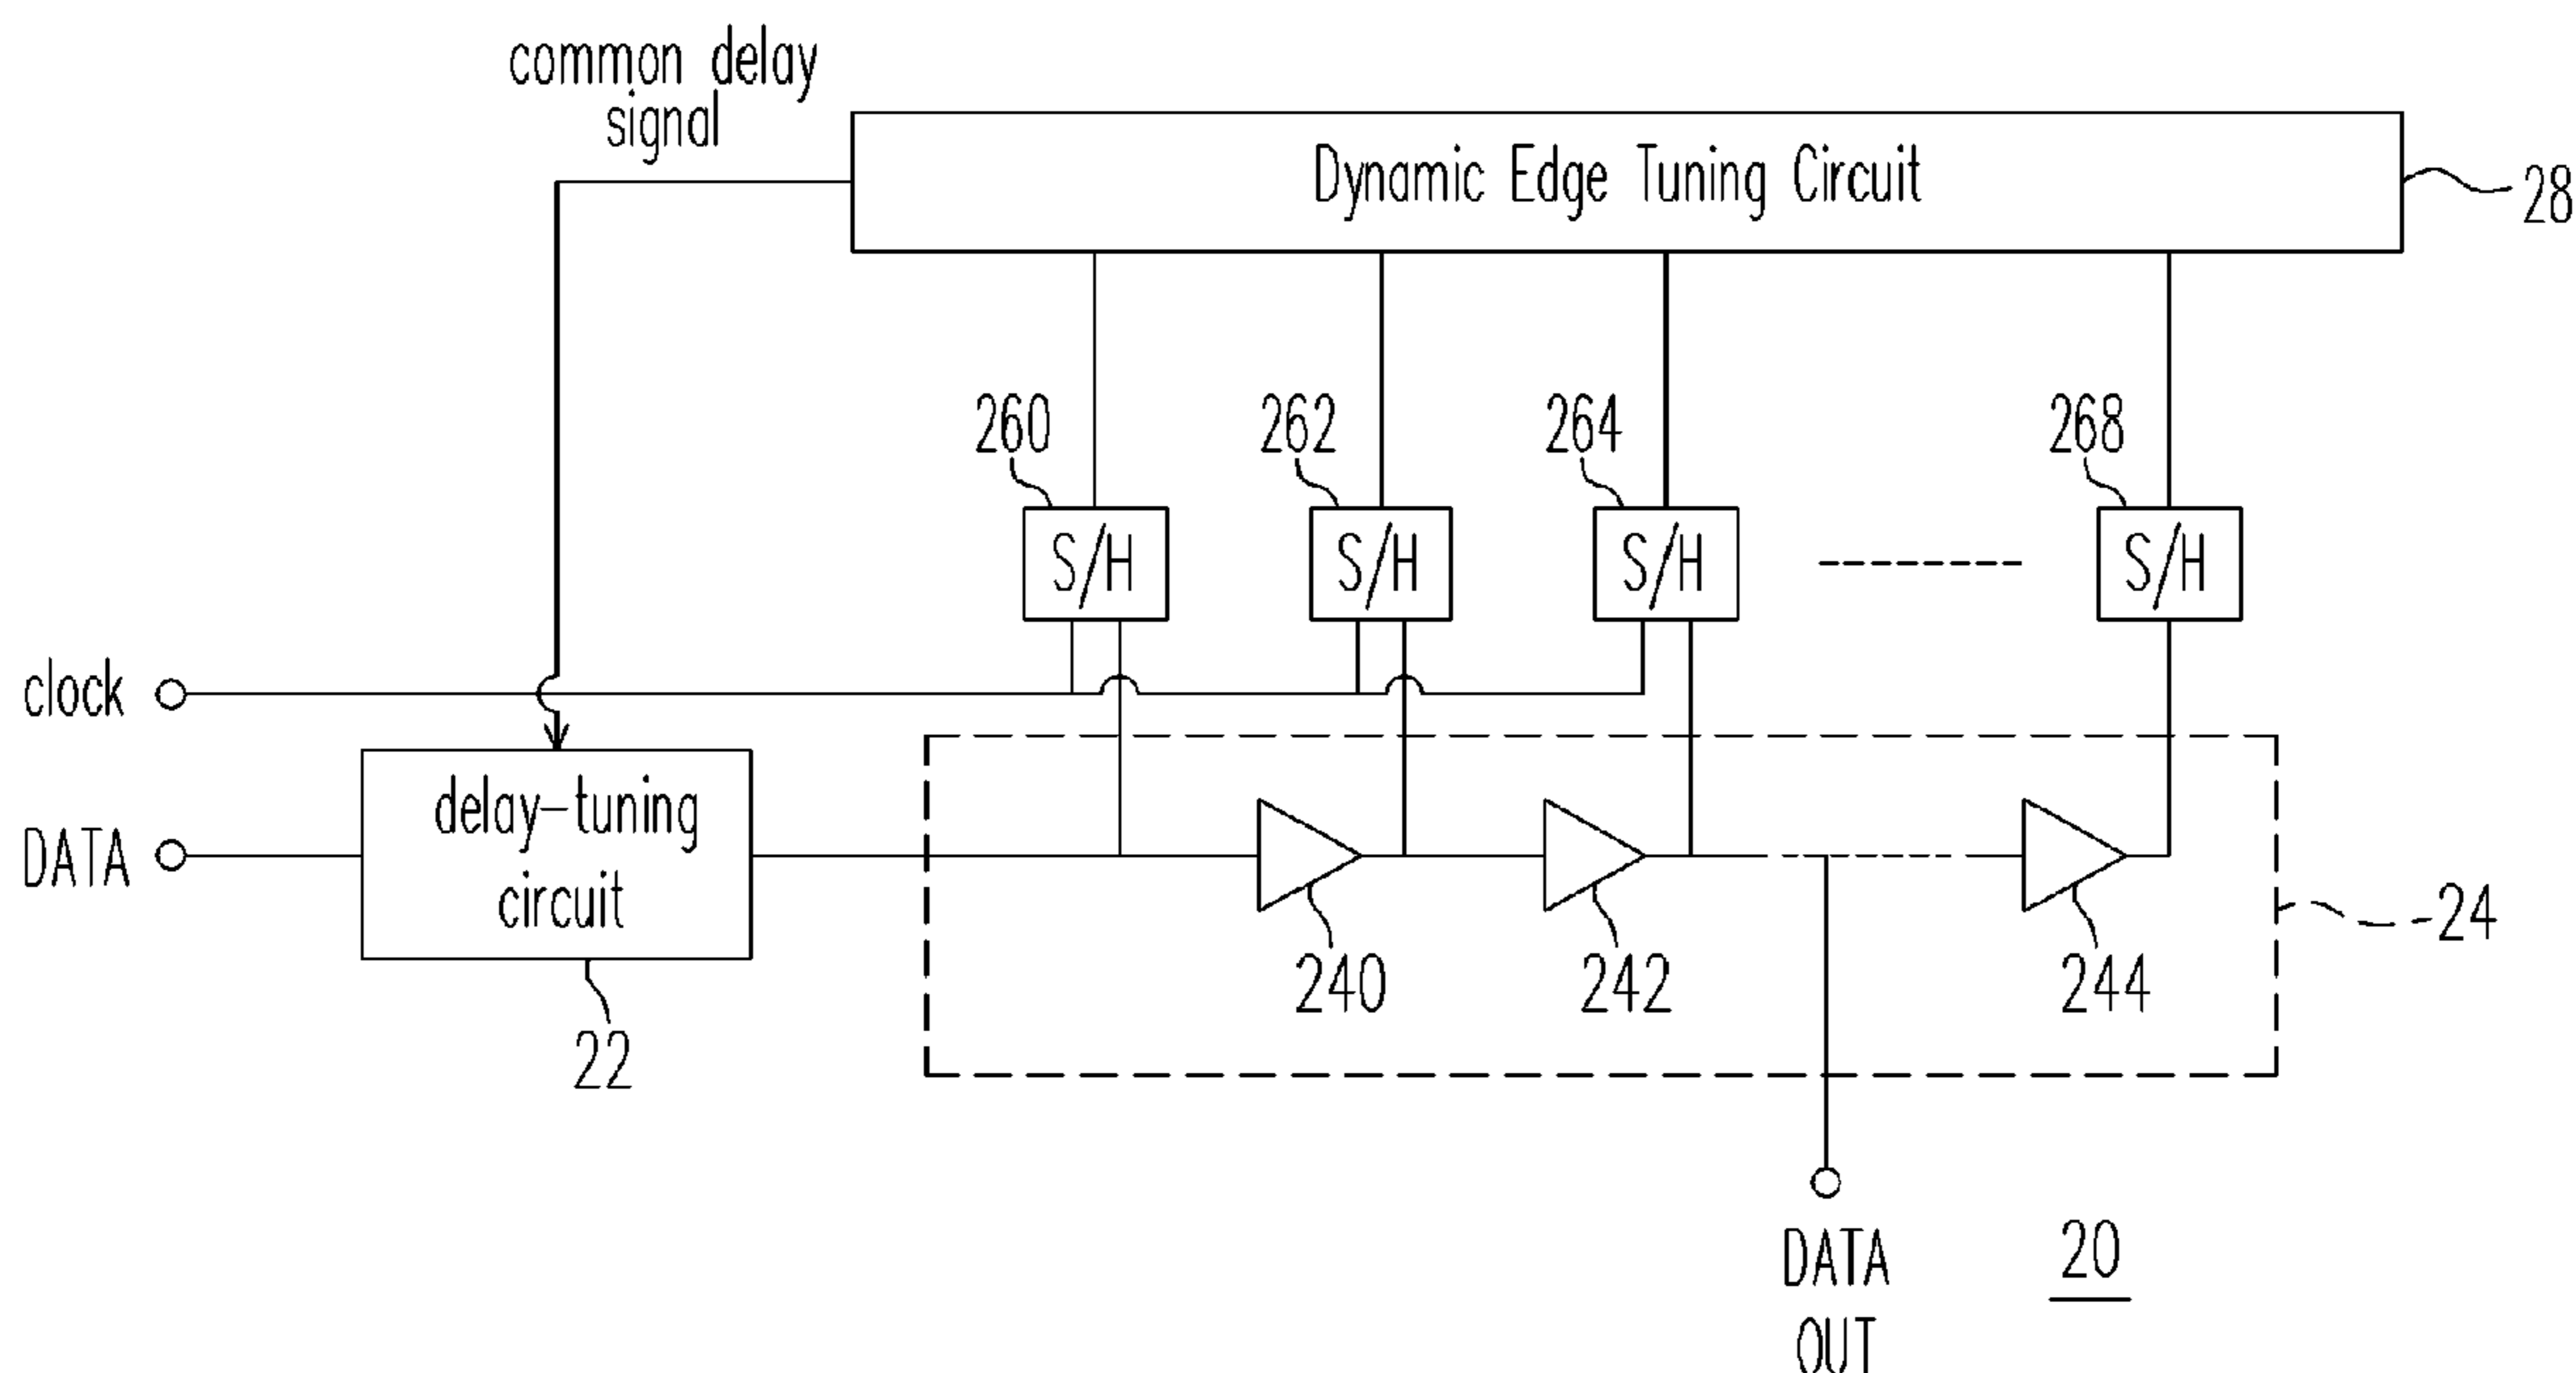 common delay
signal
Dynamic Edge Tuning Circuit
28
260
262
264
268
S/H
S/H
S/H
S/H
clock
DATA
delay-tuning
circuit
22
240
242
244
24
DATA
OUT
20